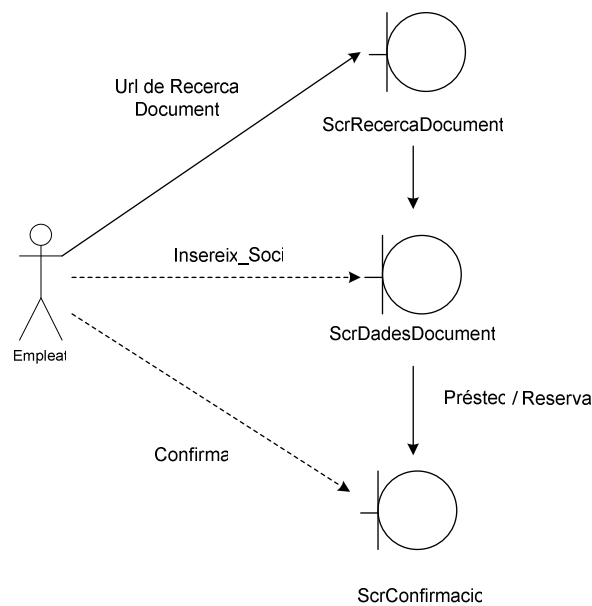 Url de Recerca
Document
ScrRecercaDocument
Insereix_Soci
ScrDadesDocument
Empleat
Préstec / Reserva
Confirma
ScrConfirmacio